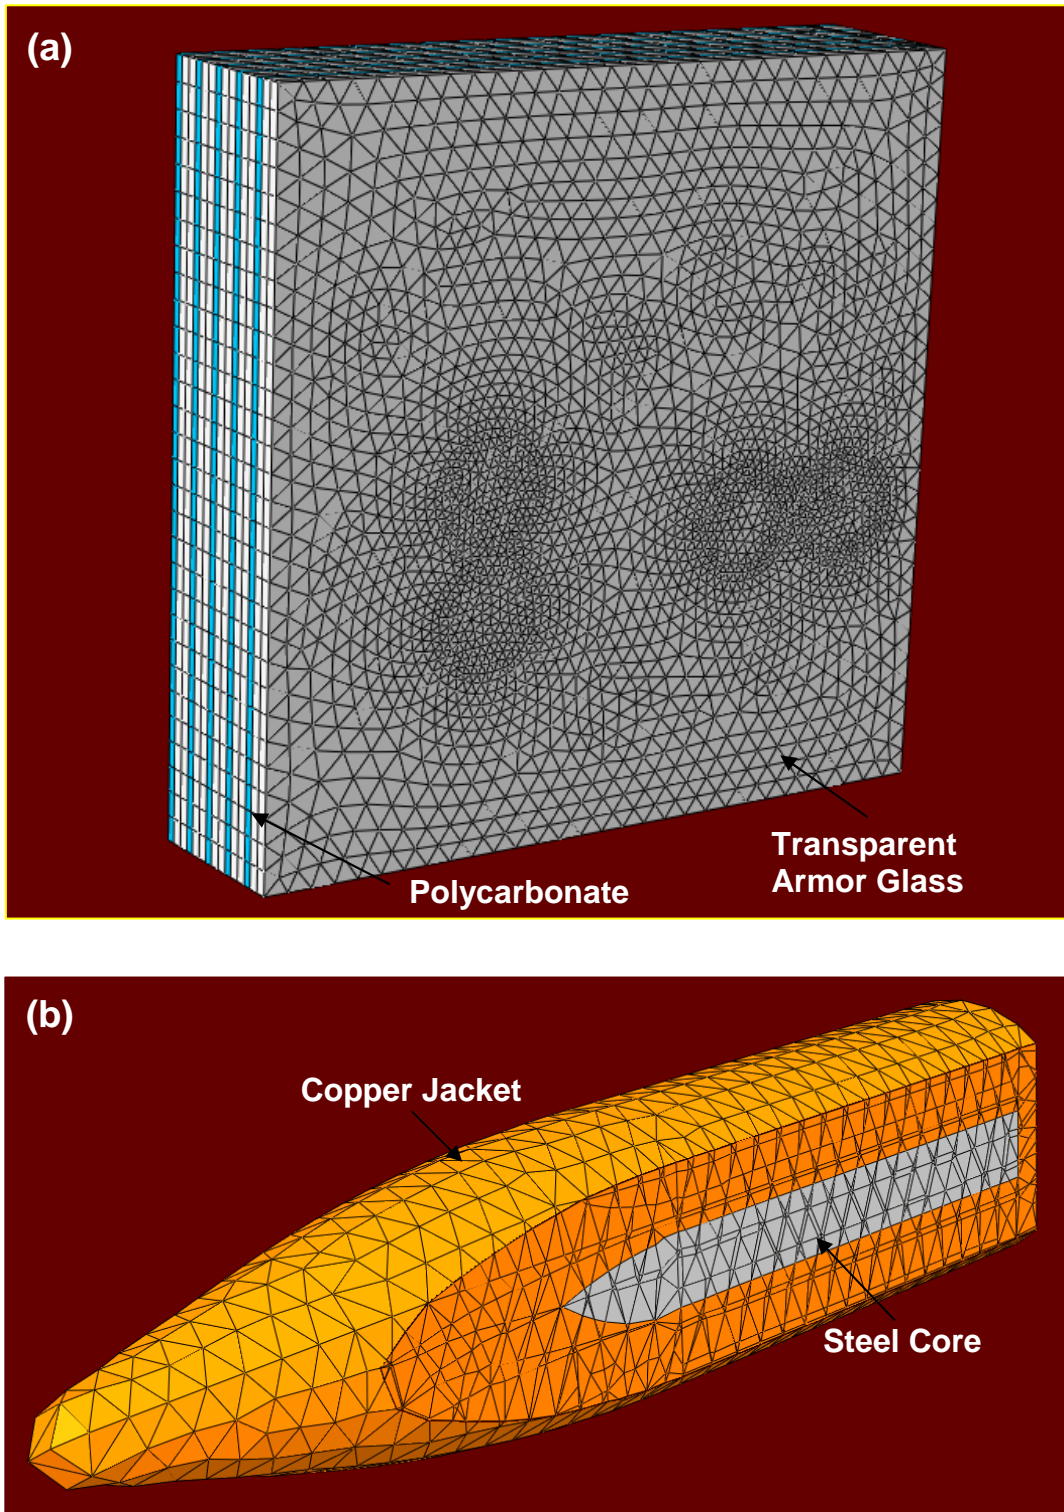 (a)
Transparent
Armor Glass
Polycarbonate
(b)
Copper Jacket
Steel Core